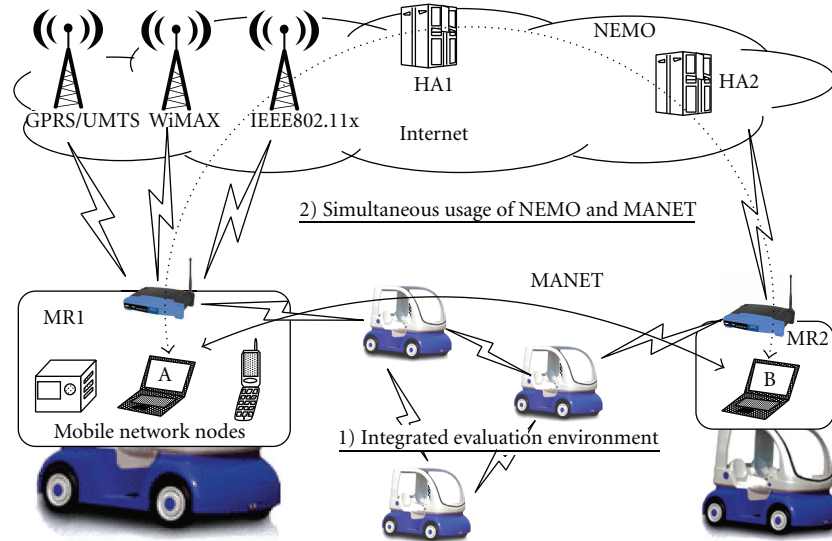 NEMO
HA1
HA2
GPRS/UMTS
WiMAX
IEEE802.11x
Internet
2) Simultaneous usage of NEMO and MANET
MANET
MR1
MR2
A
B
Mobile network nodes
1) Integrated evaluation environment